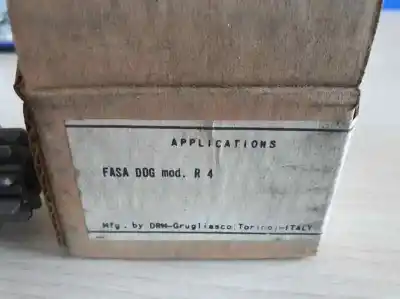 APPLICATIONS
FASA DOG mod. R 4
Mfg. by DRM-Grugliasco(Torino)-ITALY